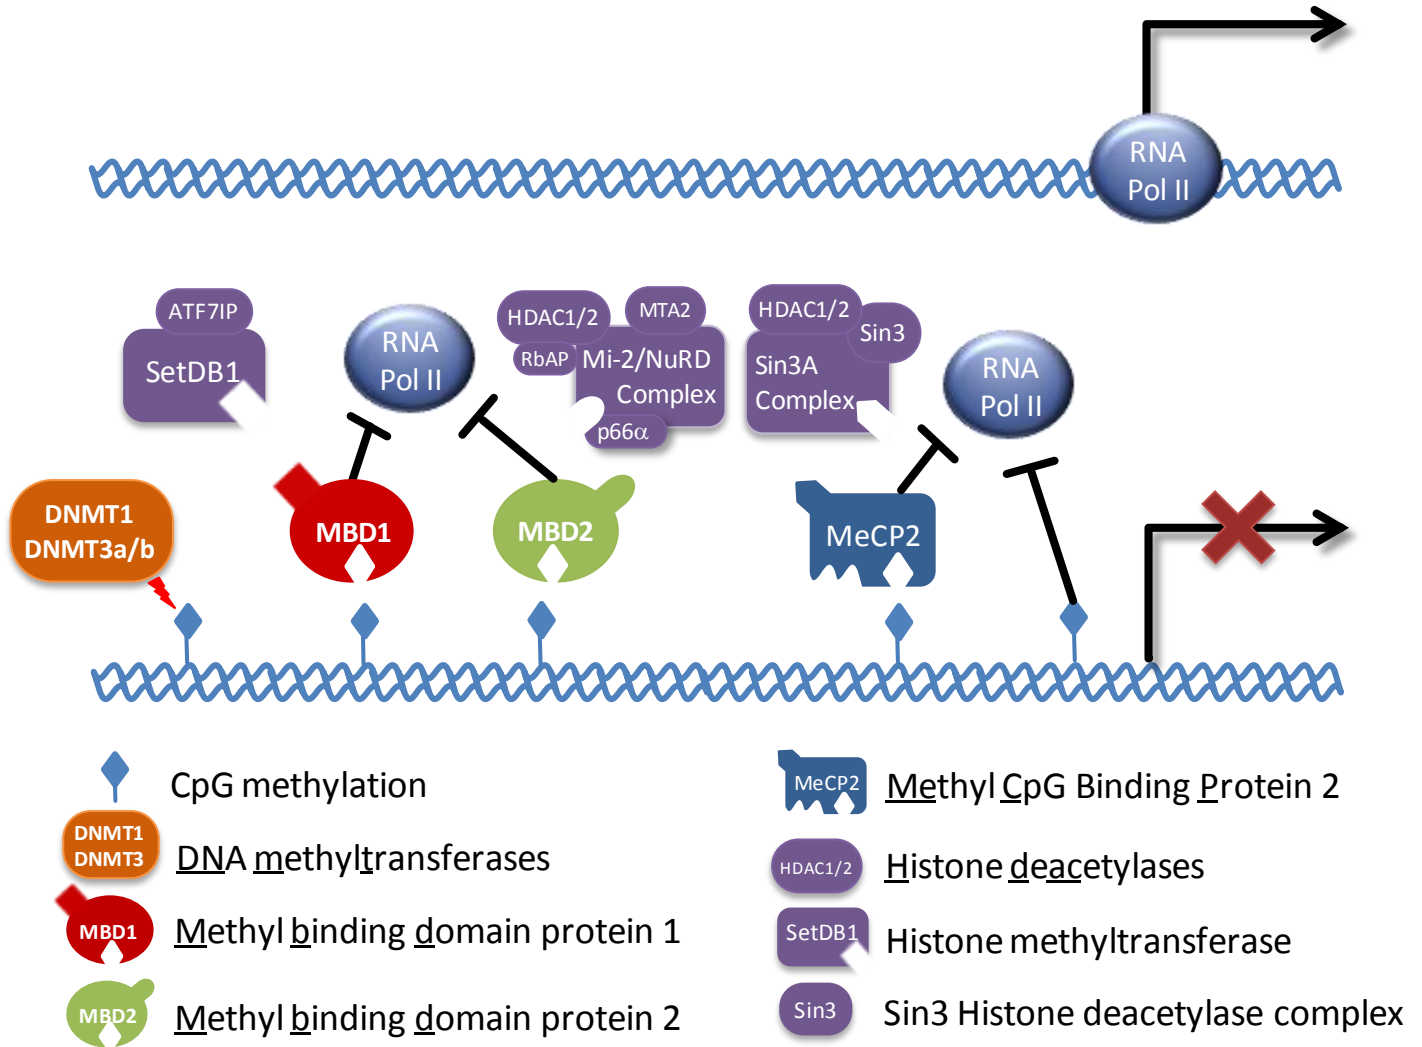 RNA
Pol II
ATF7IP
SetDB1
RNA
Pol II
HDAC1/2
MTA2
RbAP
Mi-2/NuRD
Complex
p66α
HDAC1/2
Sin3
Sin3A
Complex
RNA
Pol II
DNMT1
DNMT3a/b
MBD1
MBD2
MeCP2
CpG methylation
DNMT1
DNMT3
DNA methyltransferases
MBD1
Methyl binding domain protein 1
MBD2
Methyl binding domain protein 2
MeCP2
Methyl CpG Binding Protein 2
HDAC1/2
Histone deacetylases
SetDB1
Histone methyltransferase
Sin3
Sin3 Histone deacetylase complex